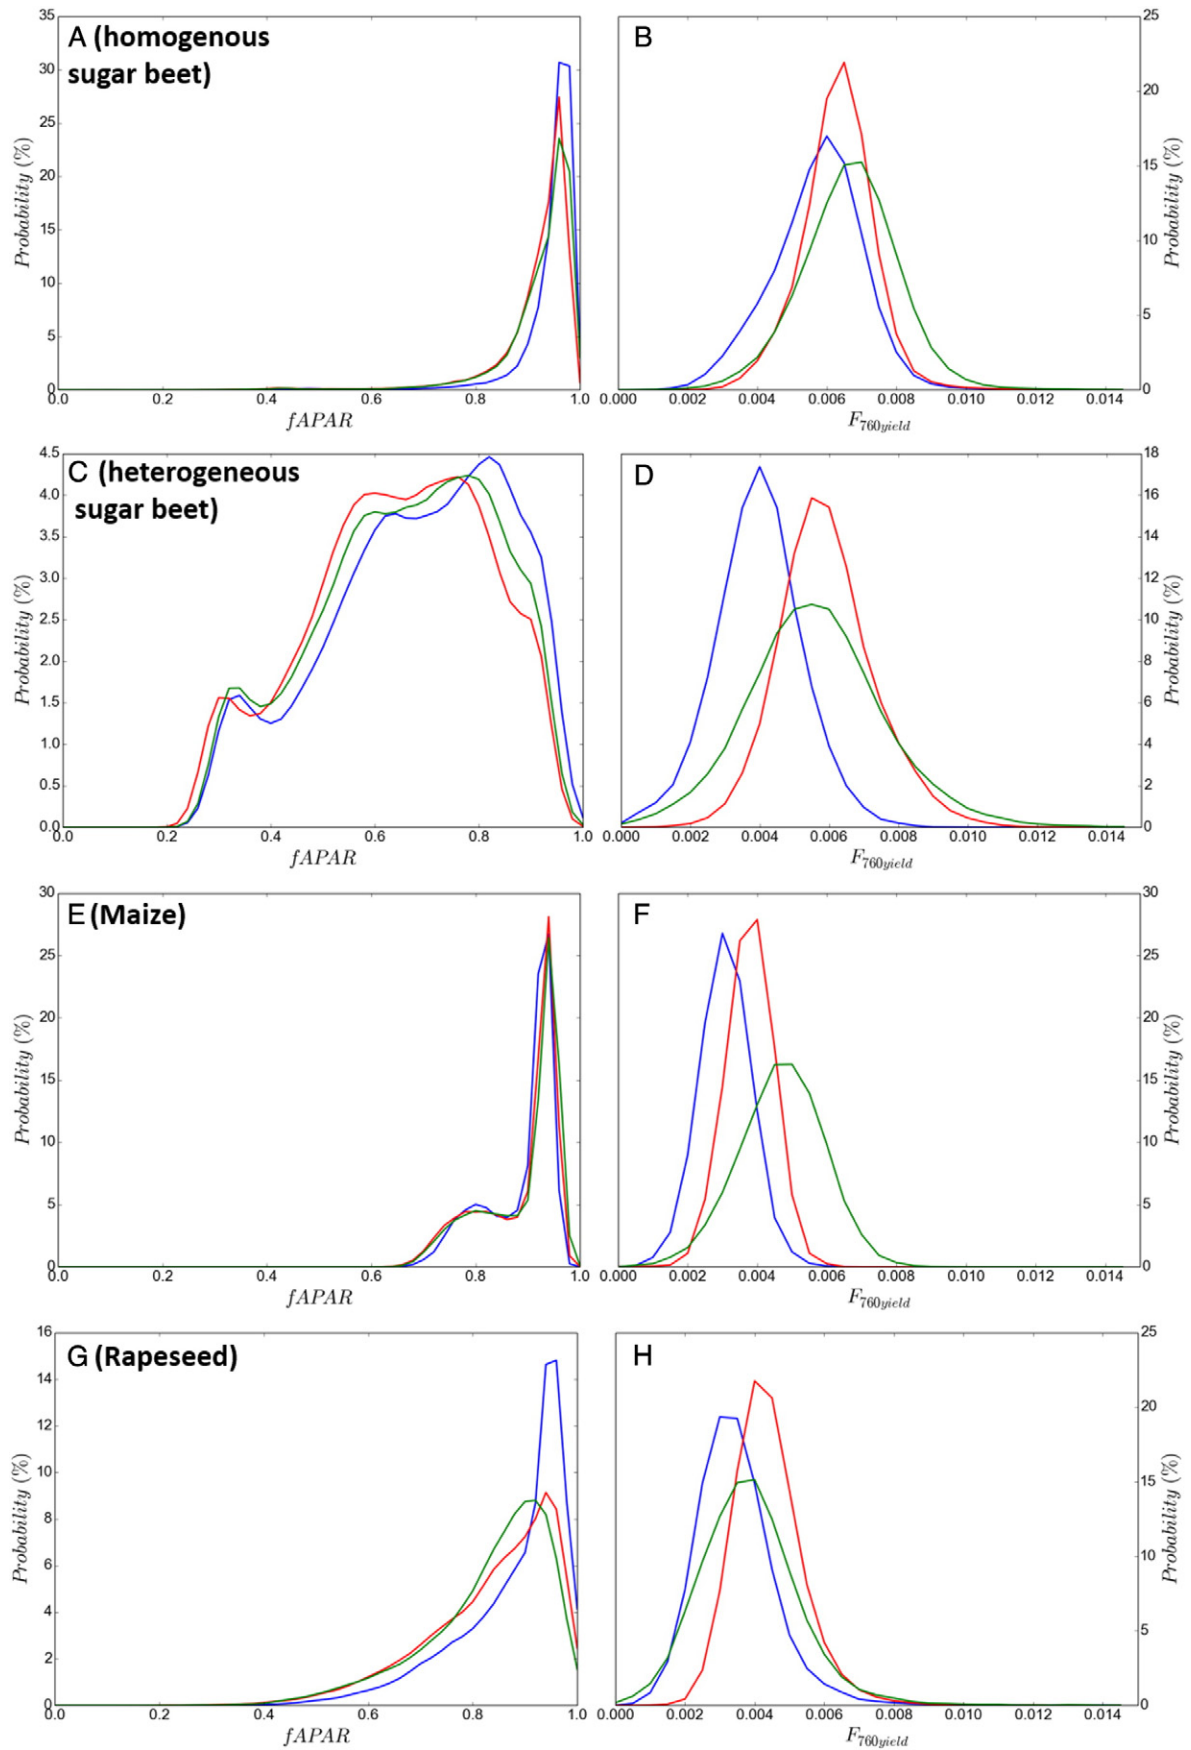 A (homogenous
sugar beet)
B
35
30
25
20
15
10
5
0
Probability (%)
0.0 0.2 0.4 0.6 0.8 1.0
fAPAR
25
20
15
10
5
0
Probability (%)
0.000 0.002 0.004 0.006 0.008 0.010 0.012 0.014
F760yield
C (heterogeneous
sugar beet)
D
4.5
4.0
3.5
3.0
2.5
2.0
1.5
1.0
0.5
0.0
Probability (%)
0.0 0.2 0.4 0.6 0.8 1.0
fAPAR
18
16
14
12
10
8
6
4
2
0
Probability (%)
0.000 0.002 0.004 0.006 0.008 0.010 0.012 0.014
F760yield
E (Maize)
F
30
25
20
15
10
5
0
Probability (%)
0.0 0.2 0.4 0.6 0.8 1.0
fAPAR
30
25
20
15
10
5
0
Probability (%)
0.000 0.002 0.004 0.006 0.008 0.010 0.012 0.014
F760yield
G (Rapeseed)
H
16
14
12
10
8
6
4
2
0
Probability (%)
0.0 0.2 0.4 0.6 0.8 1.0
fAPAR
25
20
15
10
5
0
Probability (%)
0.000 0.002 0.004 0.006 0.008 0.010 0.012 0.014
F760yield